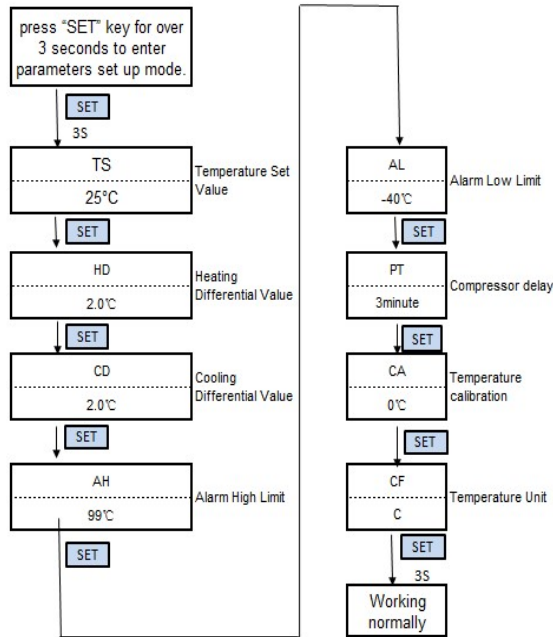 press “SET” key for over
3 seconds to enter
parameters set up mode.
SET
3S
TS
25°C
Temperature Set
Value
SET
HD
2.0℃
Heating
Differential Value
SET
CD
2.0℃
Cooling
Differential Value
SET
AH
99℃
Alarm High Limit
SET
AL
-40℃
Alarm Low Limit
SET
PT
3minute
Compressor delay
SET
CA
0℃
Temperature
calibration
SET
CF
C
Temperature Unit
SET
3S
Working
normally